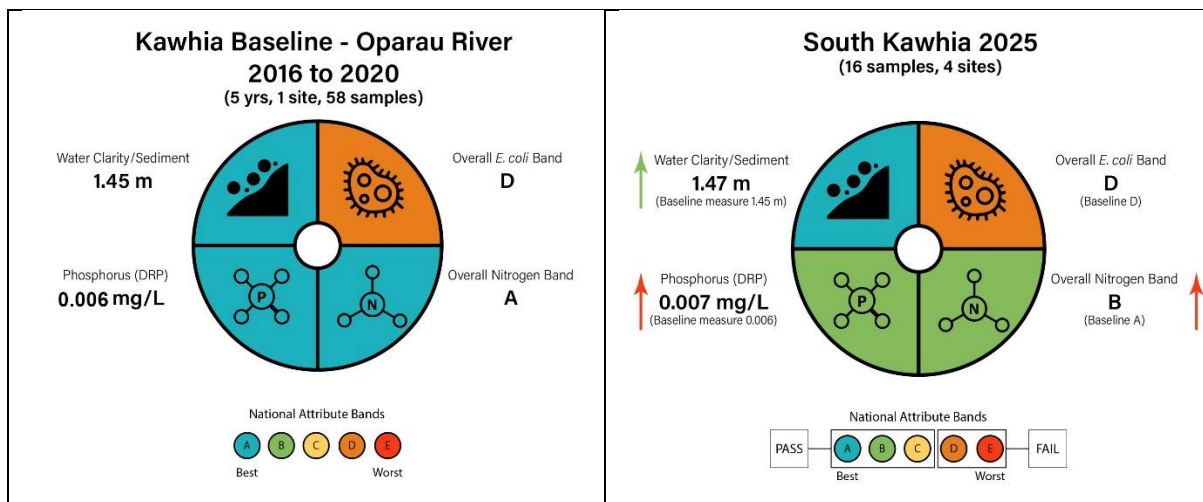 Kawhia Baseline - Oparau River
2016 to 2020
(5 yrs, 1 site, 58 samples)
Water Clarity/Sediment
1.45 m
Overall E. coli Band
D
Phosphorus (DRP)
0.006 mg/L
Overall Nitrogen Band
A
P
N
National Attribute Bands
A B C D E
Best Worst
South Kawhia 2025
(16 samples, 4 sites)
Water Clarity/Sediment
1.47 m
(Baseline measure 1.45 m)
Overall E. coli Band
D
(Baseline D)
Phosphorus (DRP)
0.007 mg/L
(Baseline measure 0.006)
Overall Nitrogen Band
B
(Baseline A)
P
N
National Attribute Bands
PASS A B C D E FAIL
Best Worst